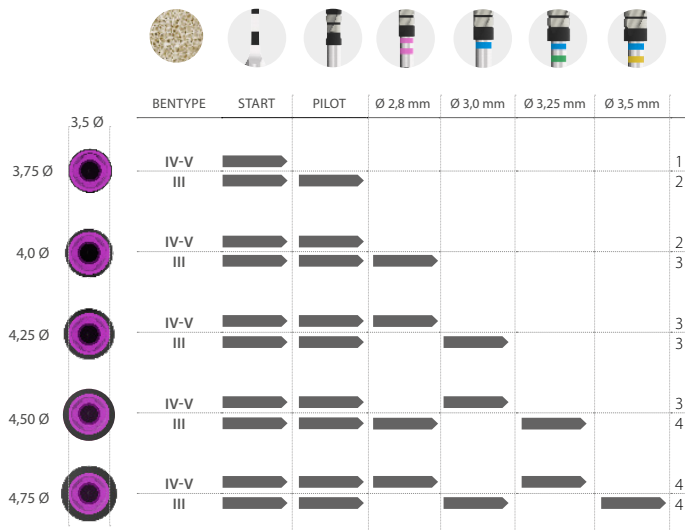 BENTYPE START PILOT Ø 2,8 mm Ø 3,0 mm Ø 3,25 mm Ø 3,5 mm
3,5 Ø
IV-V 1
3,75 Ø
III 2
IV-V 2
4,0 Ø
III 3
IV-V 3
4,25 Ø
III 3
IV-V 3
4,50 Ø
III 4
IV-V 4
4,75 Ø
III 4